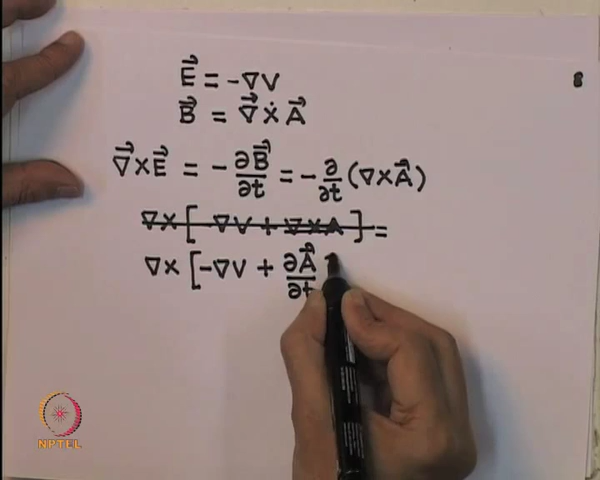 8
E⃗ = -∇V
B⃗ = ∇⃗ × A⃗
∇⃗×E⃗ = - ∂B⃗/∂t = - ∂/∂t (∇×A⃗)
∇×[-∇V + ∇×A] =
∇×[-∇V + ∂A⃗/∂t
NPTEL